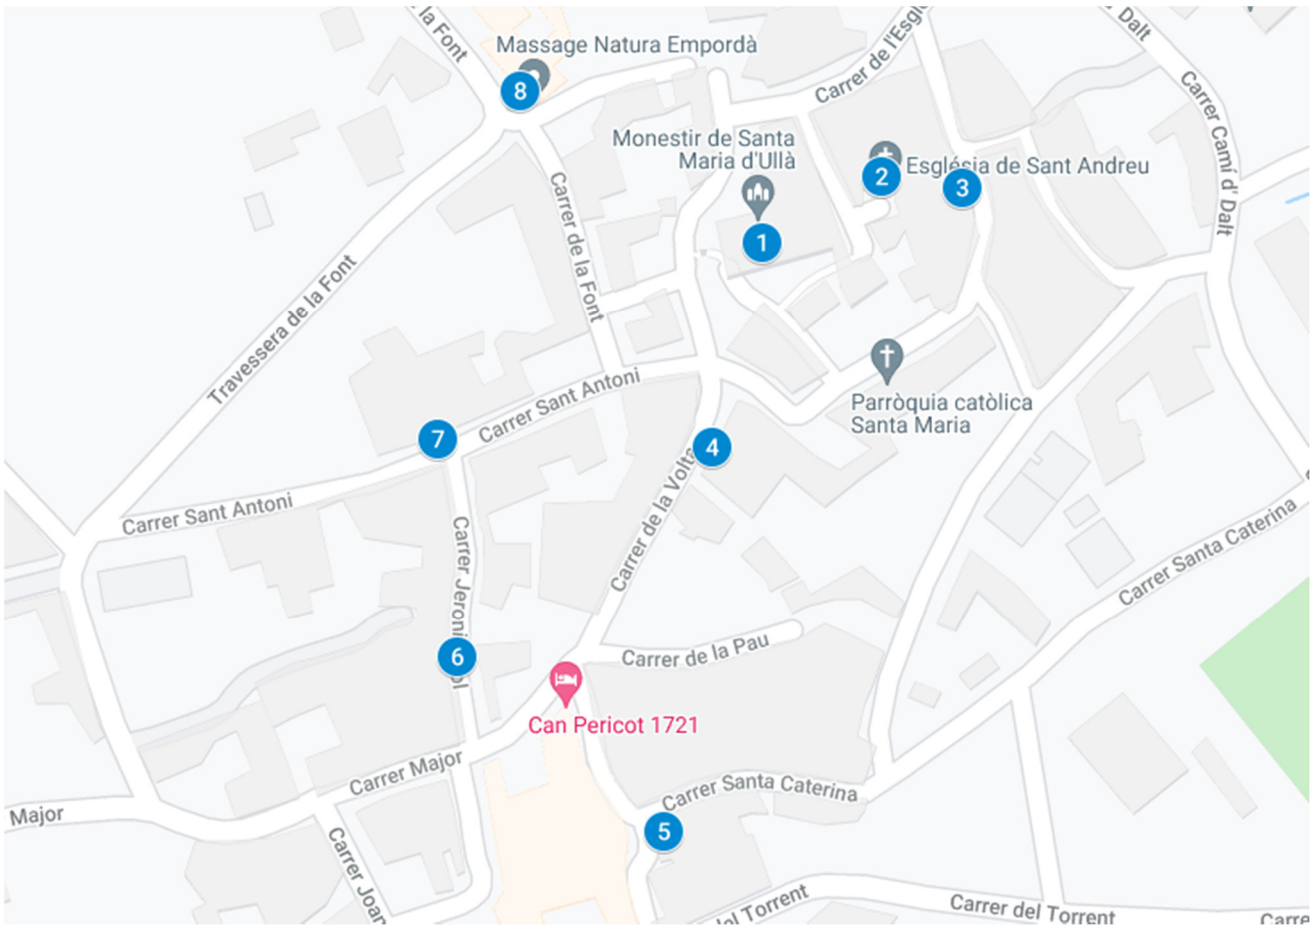 la Font
Massage Natura Empordà
8
Carrer de l'Esglé
Dalt
Carrer Camí d' Dalt
Monestir de Santa
Maria d'Ullà
1
2
Església de Sant Andreu
3
Carrer de la Font
Travessera de la Font
Parròquia catòlica
Santa Maria
Carrer Sant Antoni
7
4
Carrer de la Volta
Carrer Sant Antoni
Carrer Jeroni
6
Carrer Santa Caterina
Carrer de la Pau
Can Pericot 1721
Carrer Major
Major
Carrer Santa Caterina
5
Carrer Joan
del Torrent
Carrer del Torrent
Carre